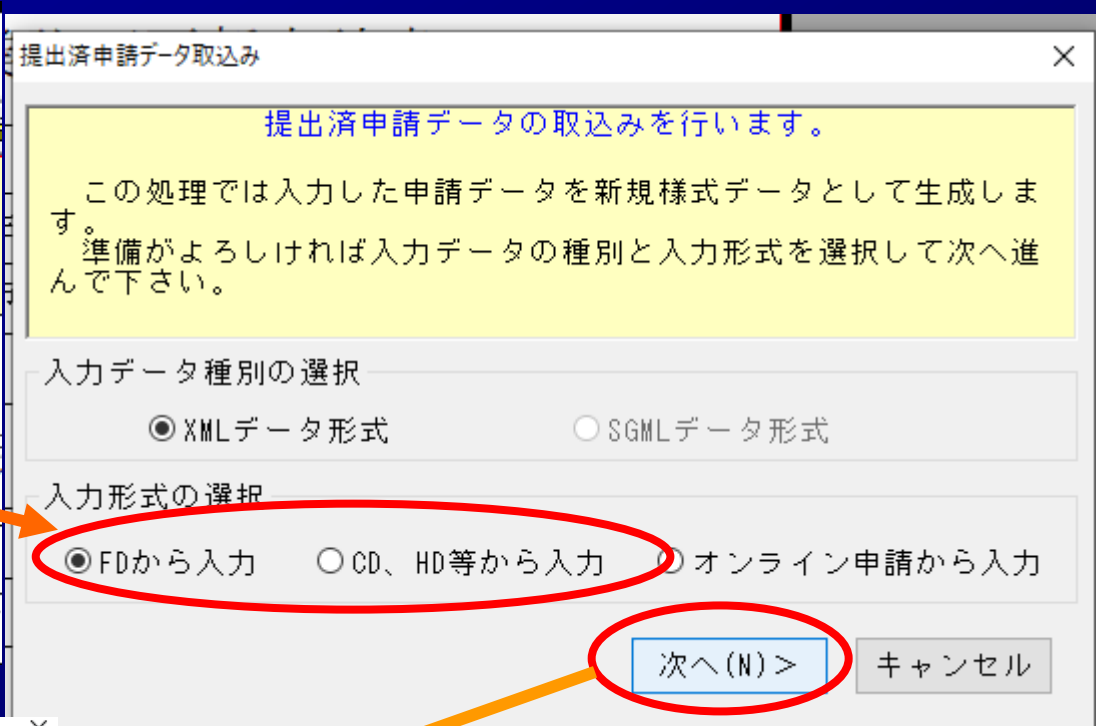 提出済申請データ取込み
提出済申請データの取込みを行います。
この処理では入力した申請データを新規様式データとして生成しま
す。
準備がよろしければ入力データの種別と入力形式を選択して次へ進
んで下さい。
入力データ種別の選択
XMLデータ形式 SGMLデータ形式
入力形式の選択
FDから入力 CD、HD等から入力 オンライン申請から入力
次へ(N)> キャンセル